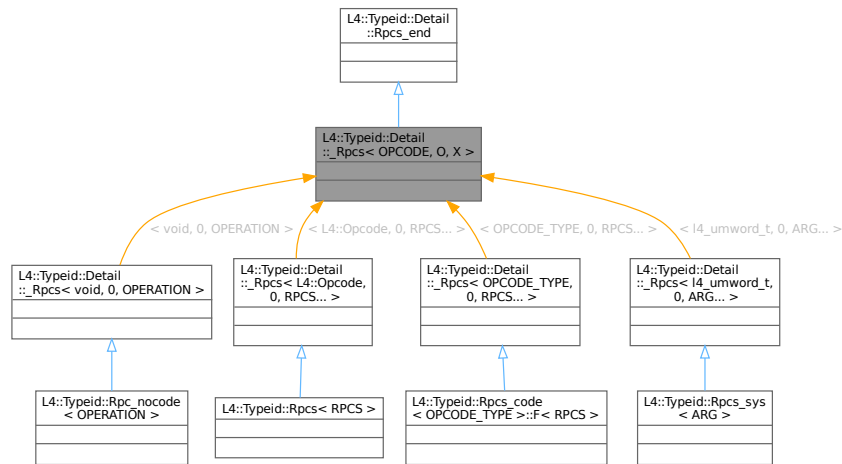 L4::Typeid::Detail
::Rpcs_end
L4::Typeid::Detail
::_Rpcs< OPCODE, O, X >
< void, 0, OPERATION >
< L4::Opcode, 0, RPCS... >
< OPCODE_TYPE, 0, RPCS... >
< l4_umword_t, 0, ARG... >
L4::Typeid::Detail
::_Rpcs< void, 0, OPERATION >
L4::Typeid::Detail
::_Rpcs< L4::Opcode,
0, RPCS... >
L4::Typeid::Detail
::_Rpcs< OPCODE_TYPE,
0, RPCS... >
L4::Typeid::Detail
::_Rpcs< l4_umword_t,
0, ARG... >
L4::Typeid::Rpc_nocode
< OPERATION >
L4::Typeid::Rpcs< RPCS >
L4::Typeid::Rpcs_code
< OPCODE_TYPE >::F< RPCS >
L4::Typeid::Rpcs_sys
< ARG >